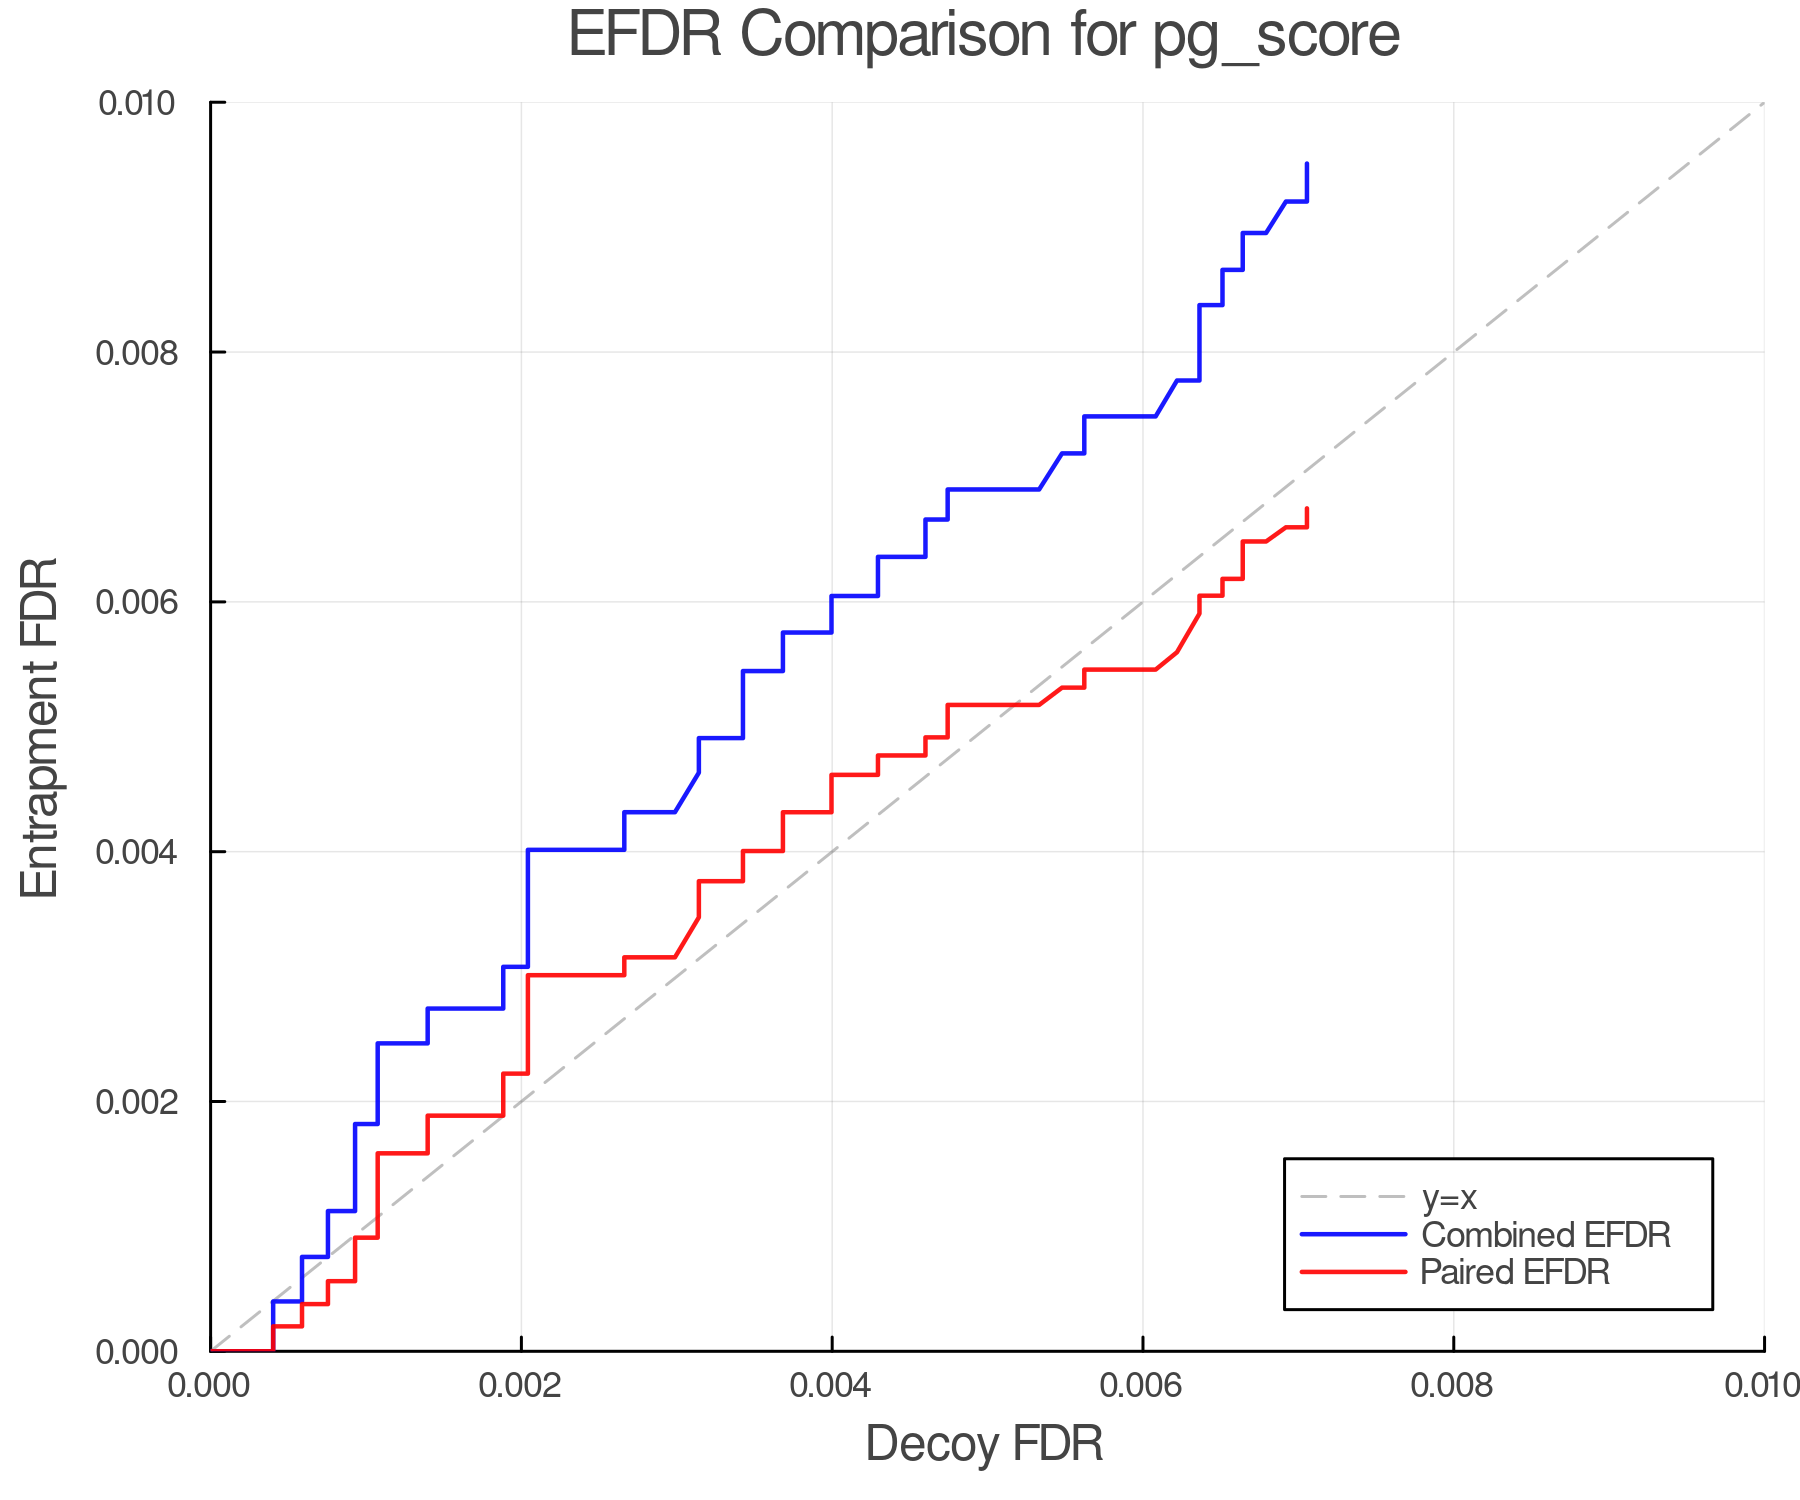 EFDR Comparison for pg_score
0.010
0.008
0.006
0.004
0.002
0.000
Entrapment FDR
y=x
Combined EFDR
Paired EFDR
0.000 0.002 0.004 0.006 0.008 0.010
Decoy FDR